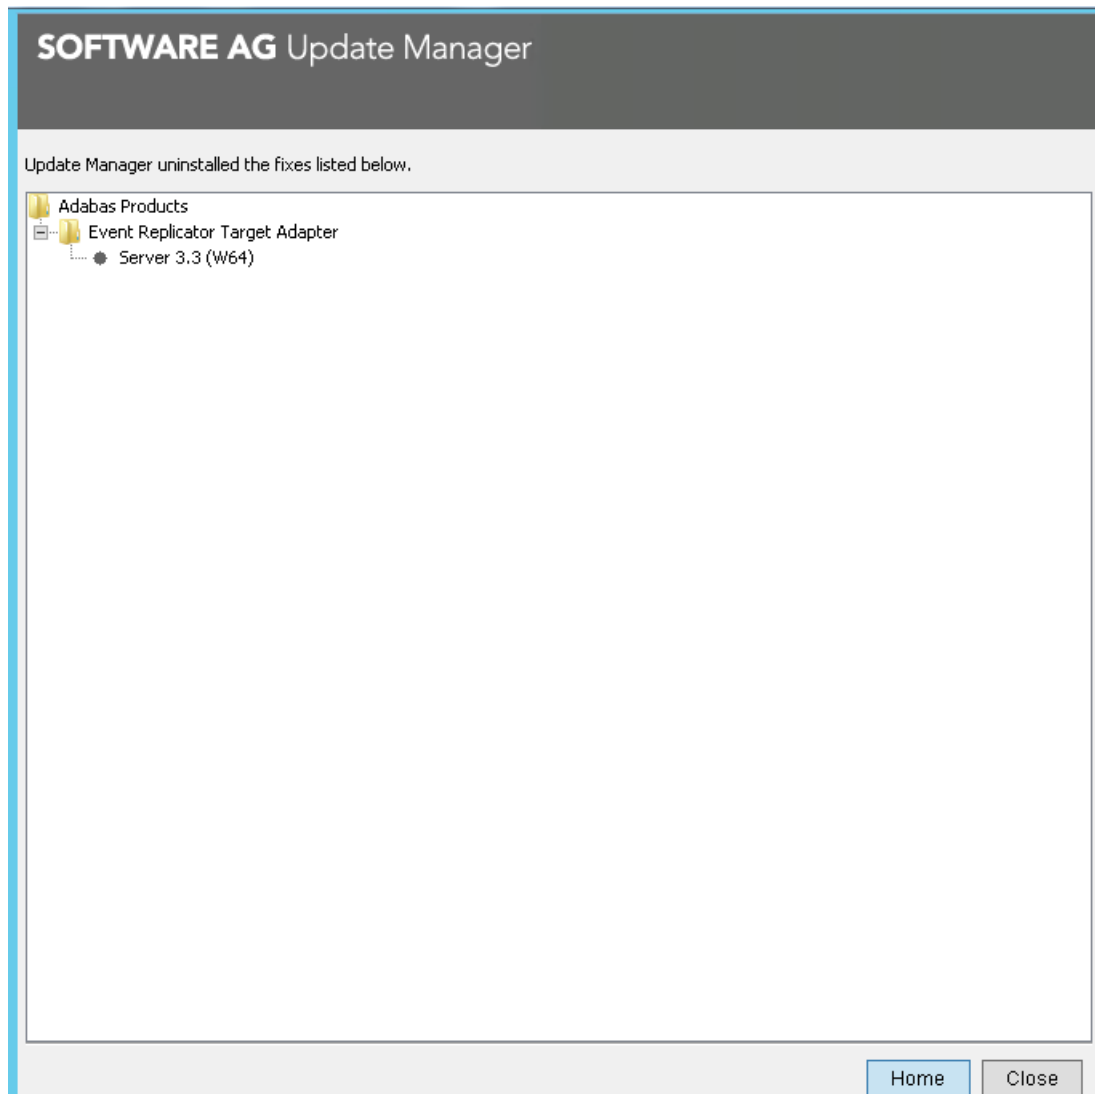 SOFTWARE AG Update Manager
Update Manager uninstalled the fixes listed below.
Adabas Products
Event Replicator Target Adapter
Server 3.3 (W64)
Home Close